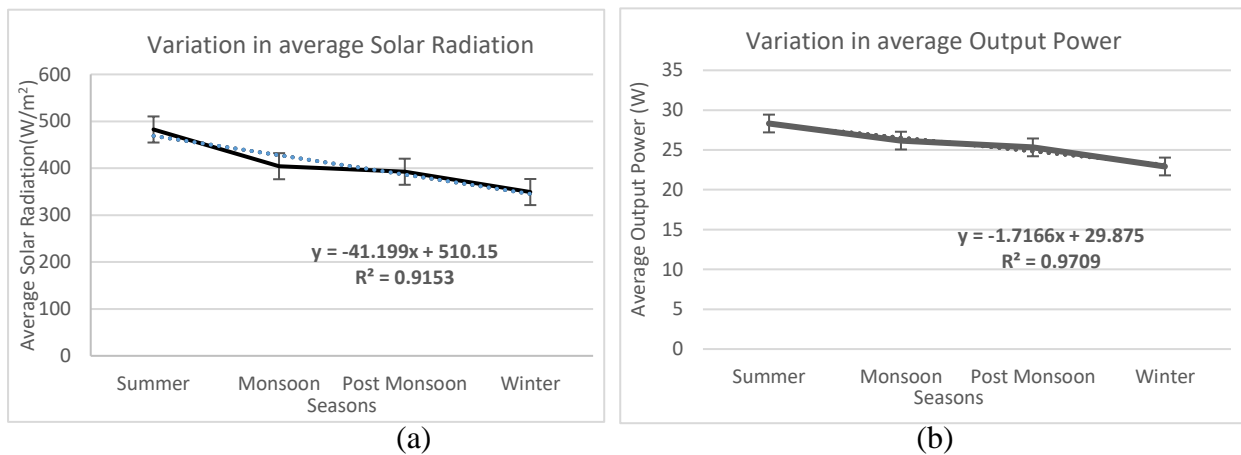 Variation in average Solar Radiation
Average Solar Radiation(W/m²)
600
500
400
300
200
100
0
y = -41.199x + 510.15
R² = 0.9153
Summer Monsoon Post Monsoon Winter
Seasons
(a)
Variation in average Output Power
Average Output Power (W)
35
30
25
20
15
10
5
0
y = -1.7166x + 29.875
R² = 0.9709
Summer Monsoon Post Monsoon Winter
Seasons
(b)